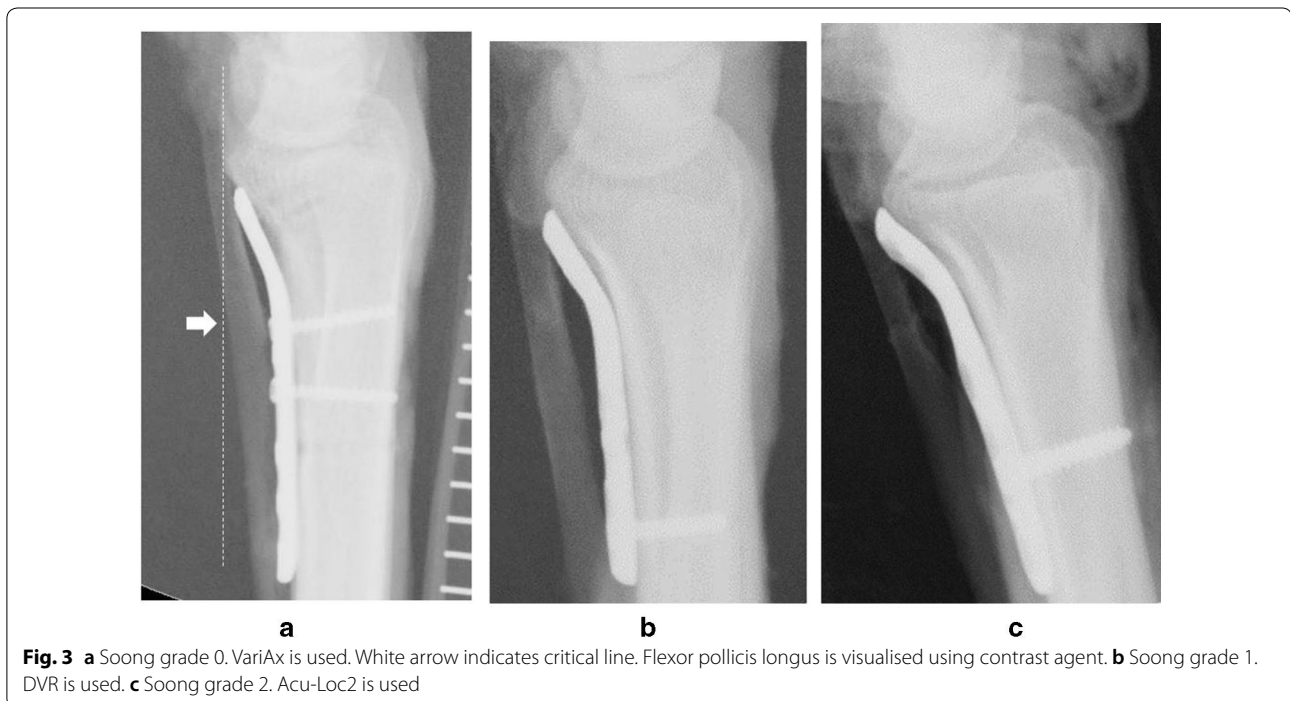 a
b
c
Fig. 3 a Soong grade 0. VariAx is used. White arrow indicates critical line. Flexor pollicis longus is visualised using contrast agent. b Soong grade 1.
DVR is used. c Soong grade 2. Acu-Loc2 is used